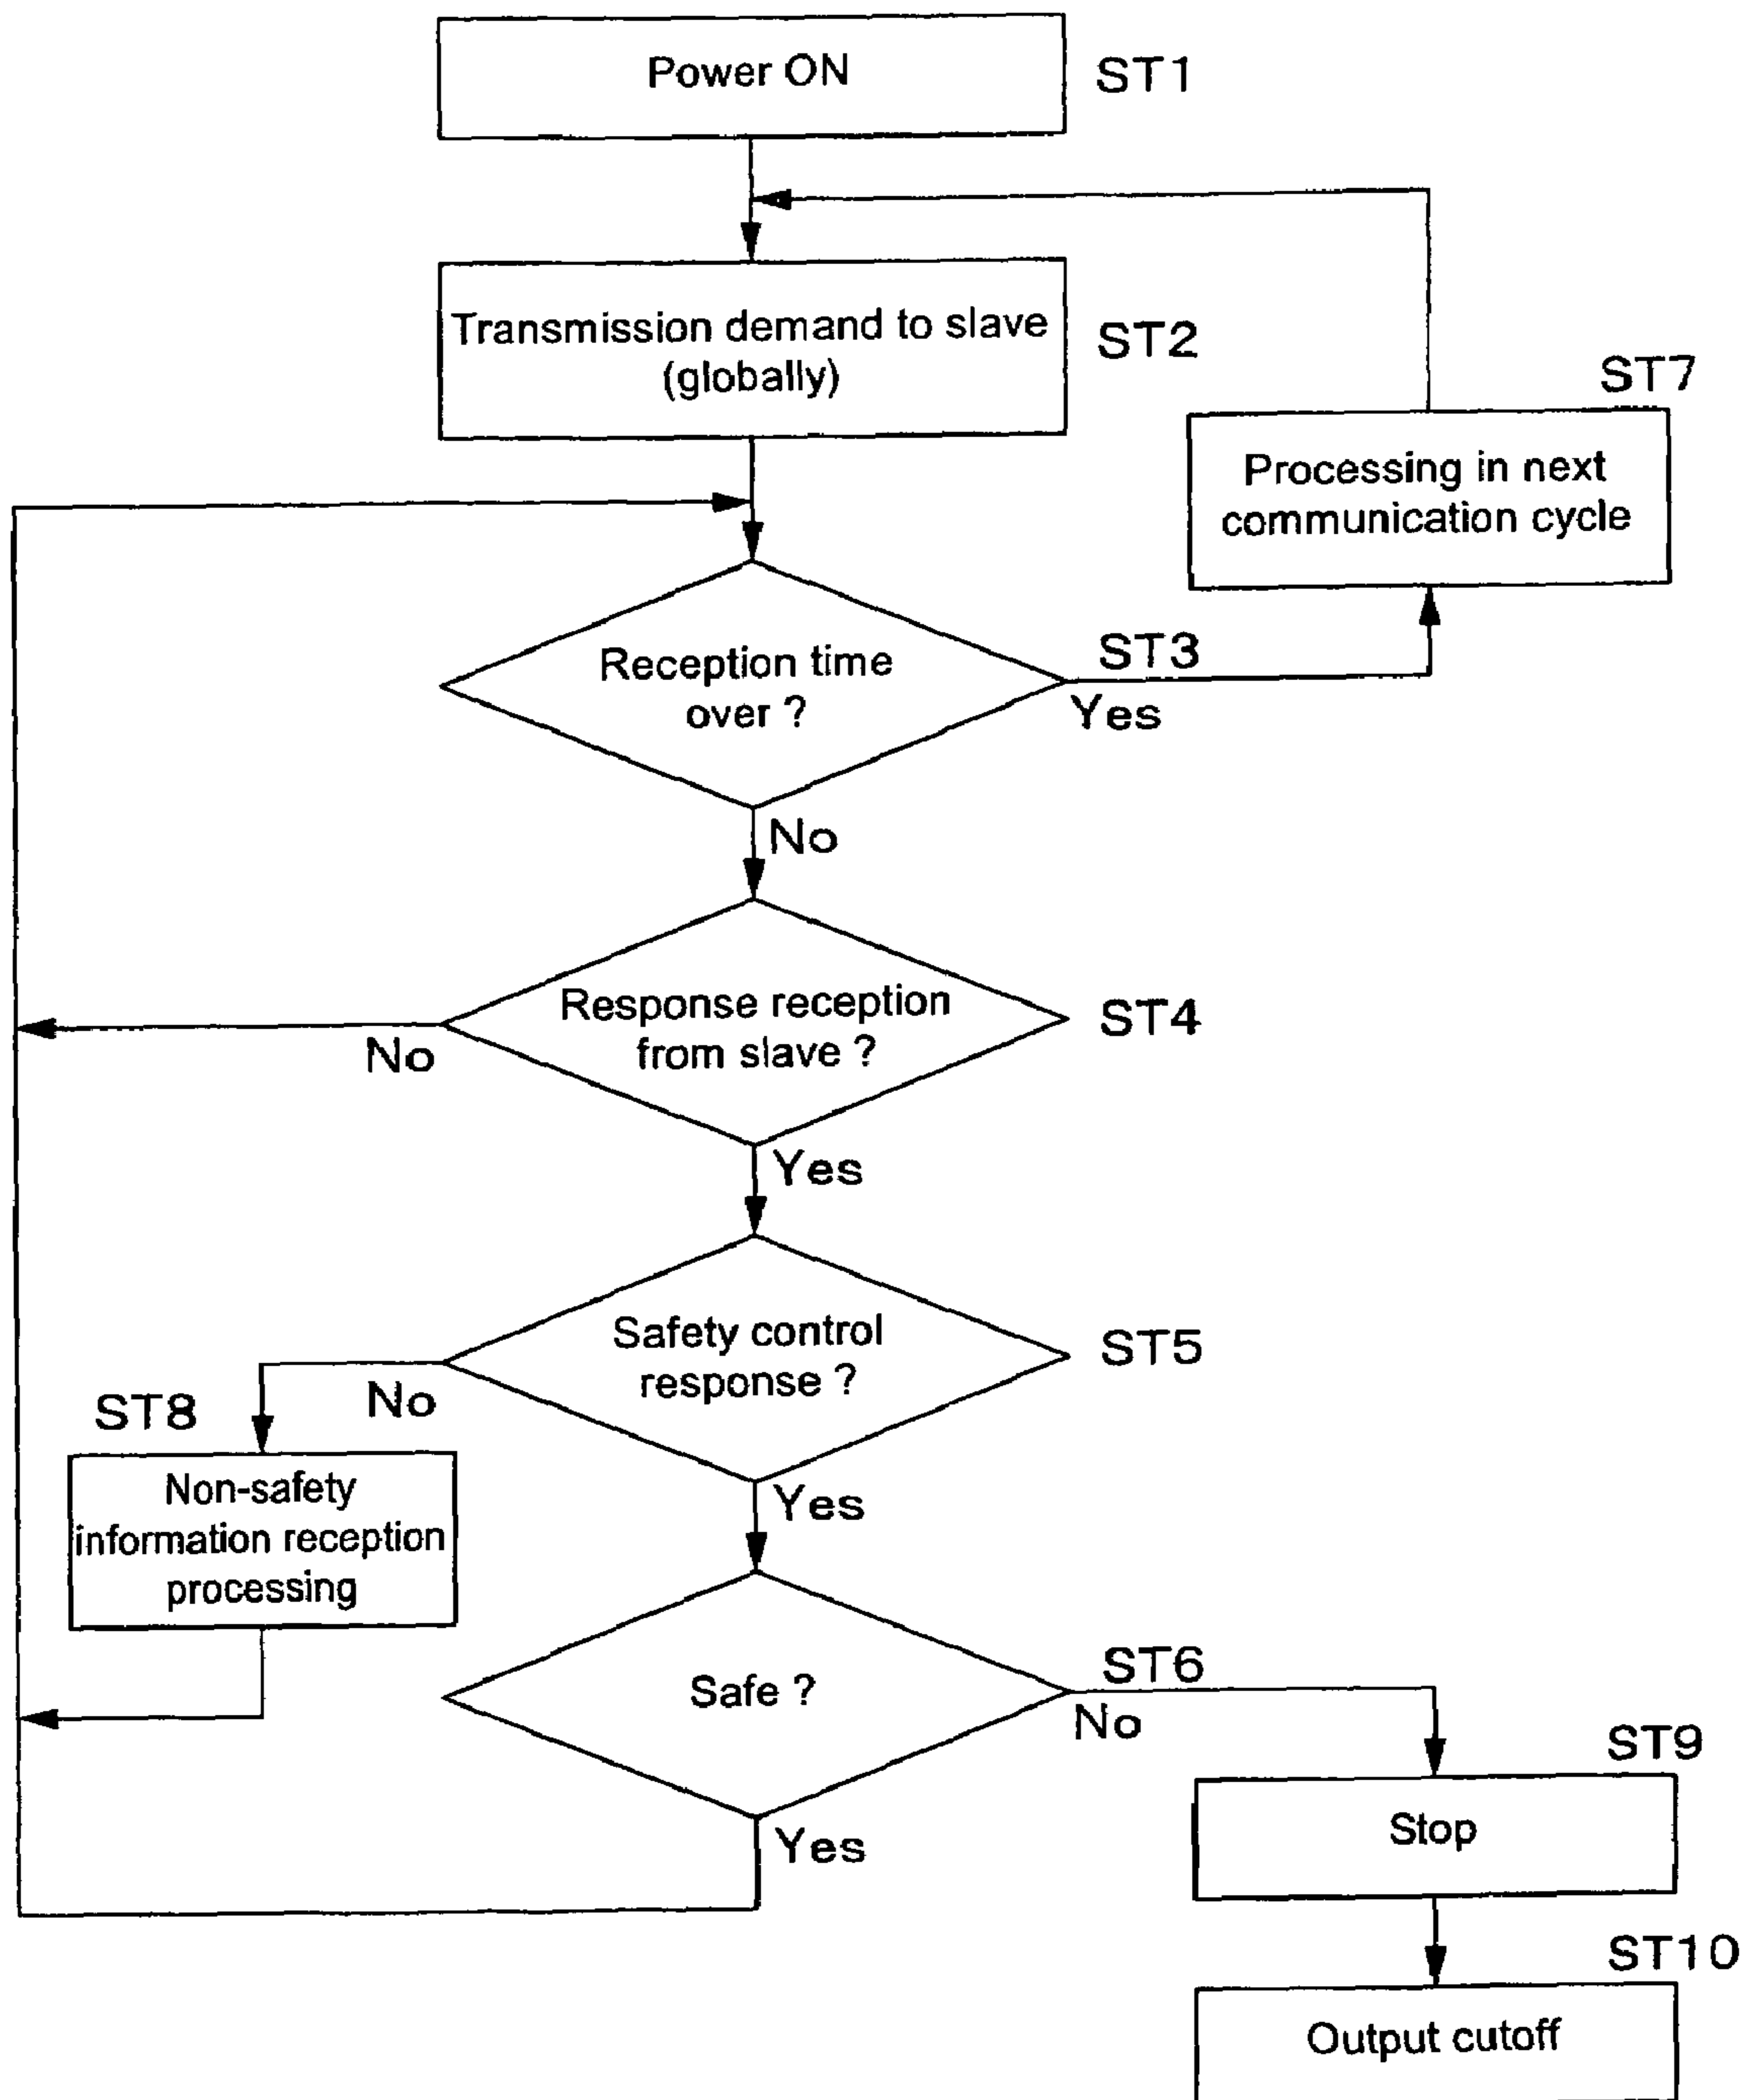 Power ON
ST1
Transmission demand to slave
(globally)
ST2
ST7
Processing in next
communication cycle
Reception time
over ?
ST3
Yes
No
Response reception
from slave ?
ST4
No
Yes
Safety control
response ?
ST5
No
ST8
Non-safety
information reception
processing
Yes
Safe ?
ST6
No
ST9
Stop
Yes
ST10
Output cutoff